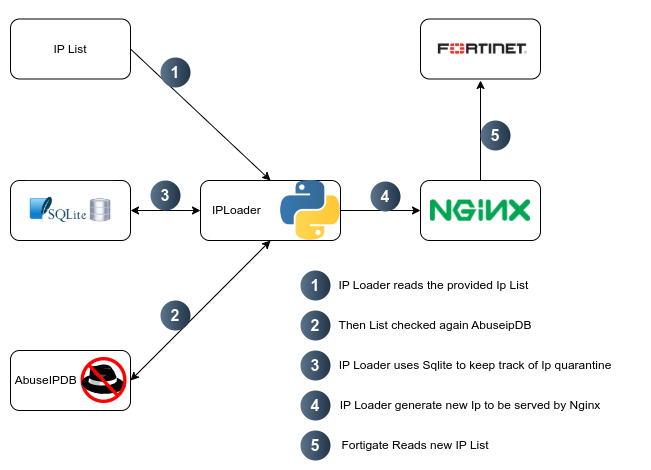 IP List
FORTINET
1
5
SQLite
3
IPLoader
4
NGINX
2
AbuseIPDB
1 IP Loader reads the provided Ip List
2 Then List checked again AbuseipDB
3 IP Loader uses Sqlite to keep track of Ip quarantine
4 IP Loader generate new Ip to be served by Nginx
5 Fortigate Reads new IP List